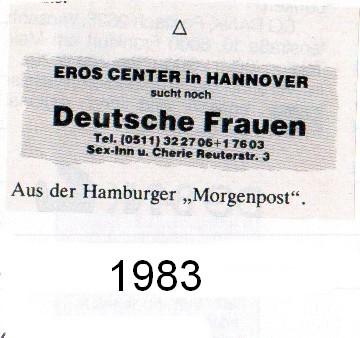 EROS CENTER in HANNOVER
sucht noch
Deutsche Frauen
Tel. (0511) 32 27 06 + 1 76 03
Sex-Inn u. Cherie Reuterstr. 3
Aus der Hamburger „Morgenpost“.
1983